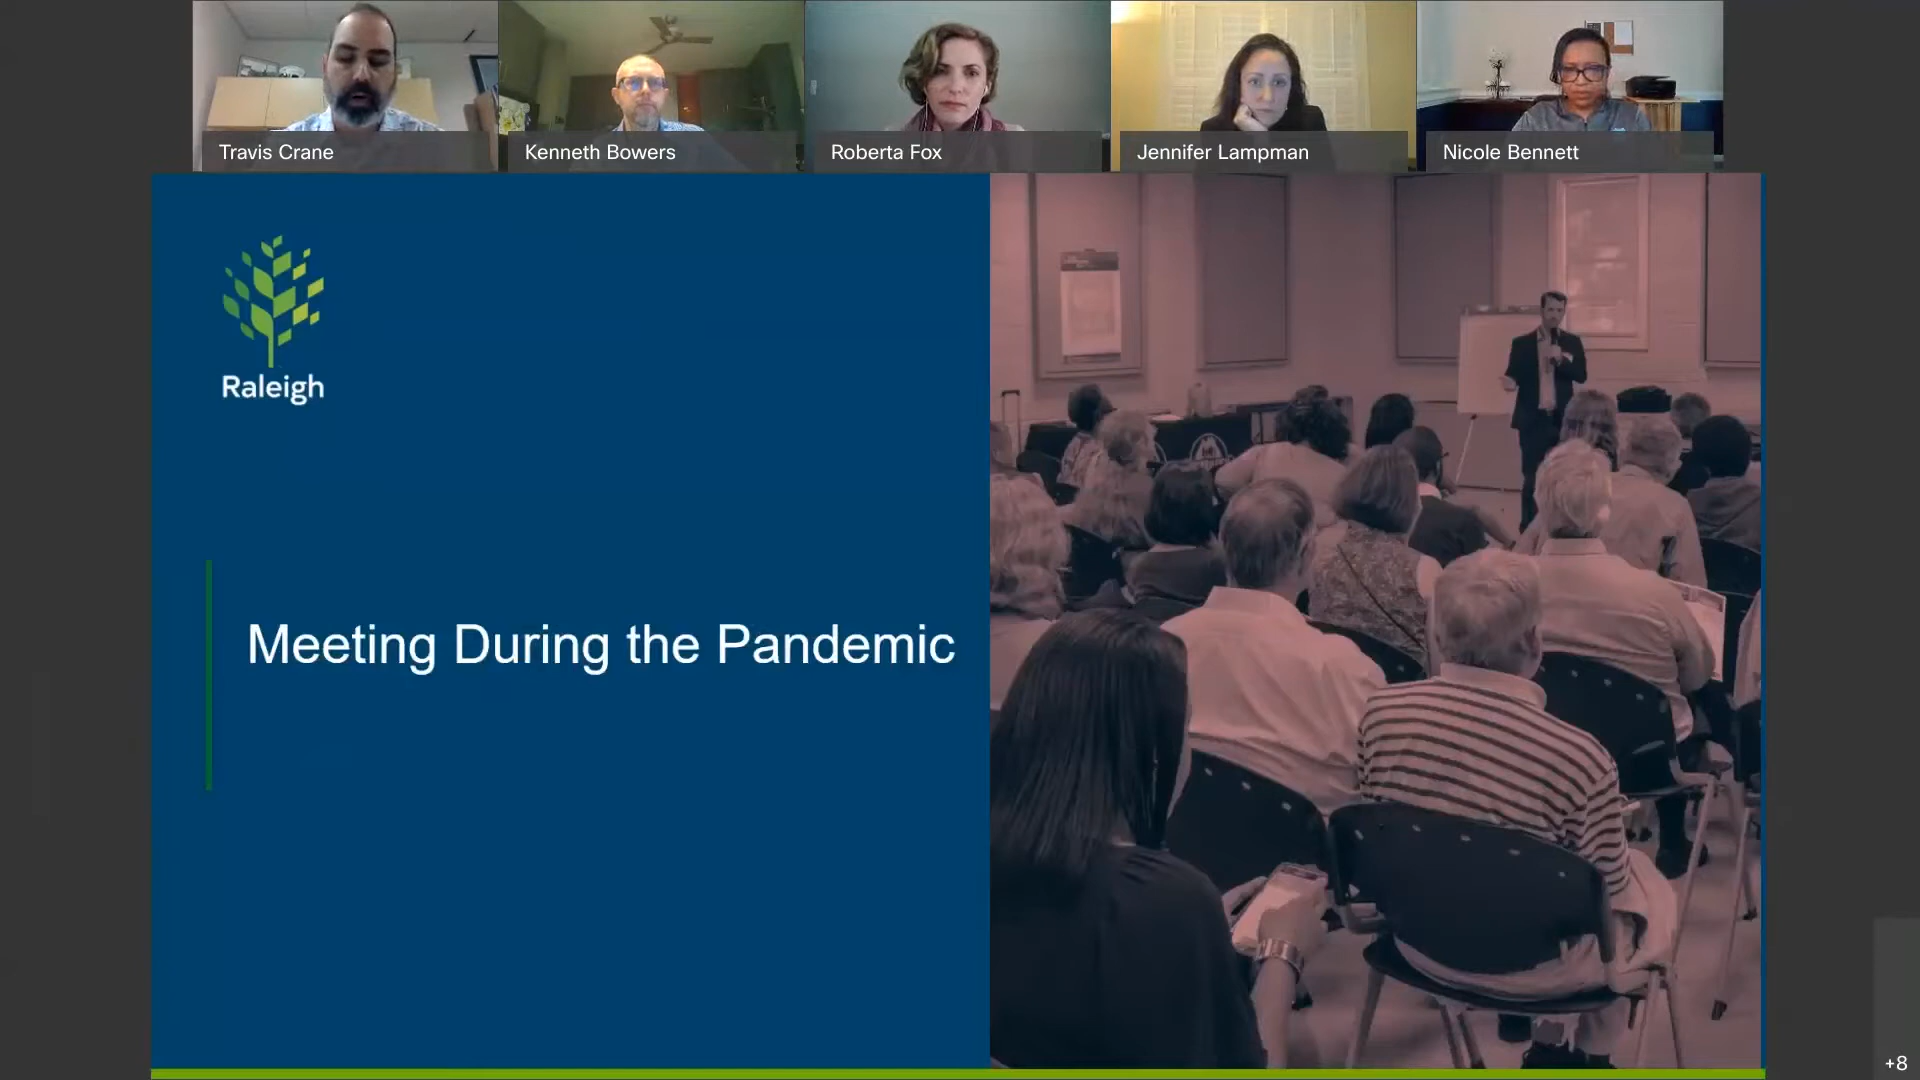 Travis Crane
Kenneth Bowers
Roberta Fox
Jennifer Lampman
Nicole Bennett
Raleigh
Meeting During the Pandemic
+8